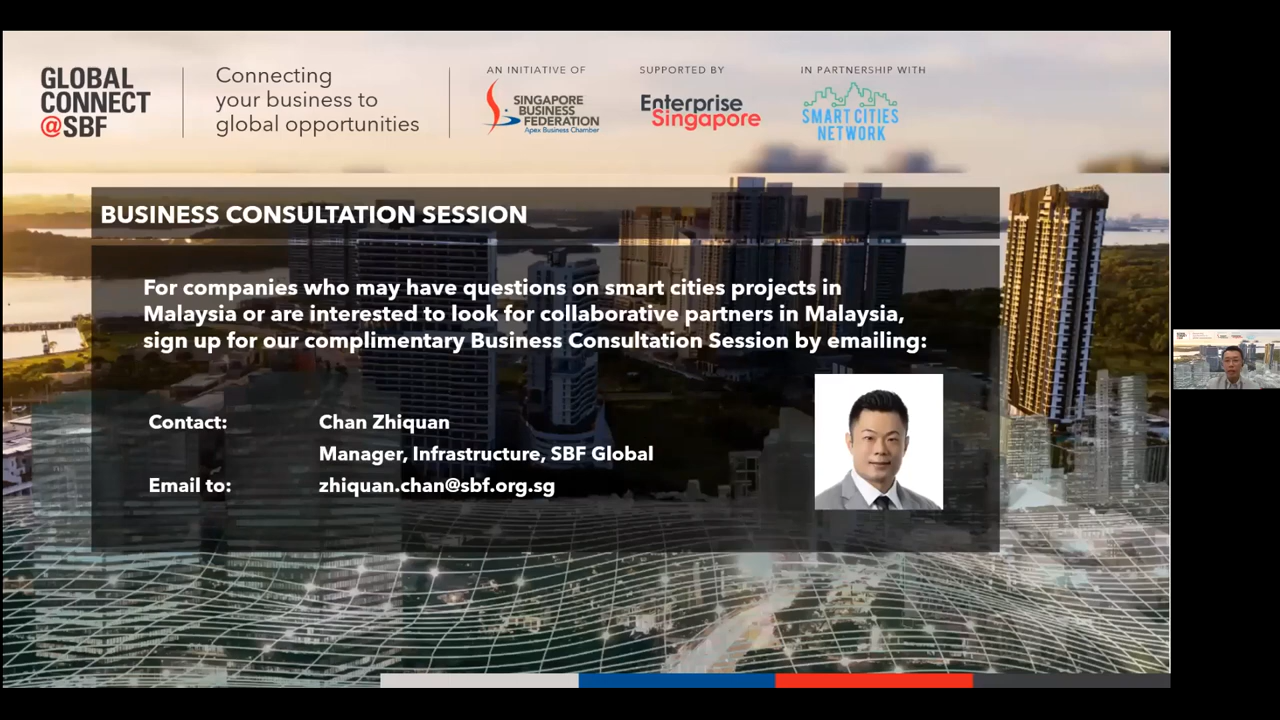 GLOBAL
CONNECT
@SBF
Connecting
your business to
global opportunities
AN INITIATIVE OF
SINGAPORE
BUSINESS
FEDERATION
Apex Business Chamber
SUPPORTED BY
Enterprise
Singapore
IN PARTNERSHIP WITH
SMART CITIES
NETWORK
BUSINESS CONSULTATION SESSION
For companies who may have questions on smart cities projects in
Malaysia or are interested to look for collaborative partners in Malaysia,
sign up for our complimentary Business Consultation Session by emailing:
Contact: Chan Zhiquan
Manager, Infrastructure, SBF Global
Email to: zhiquan.chan@sbf.org.sg